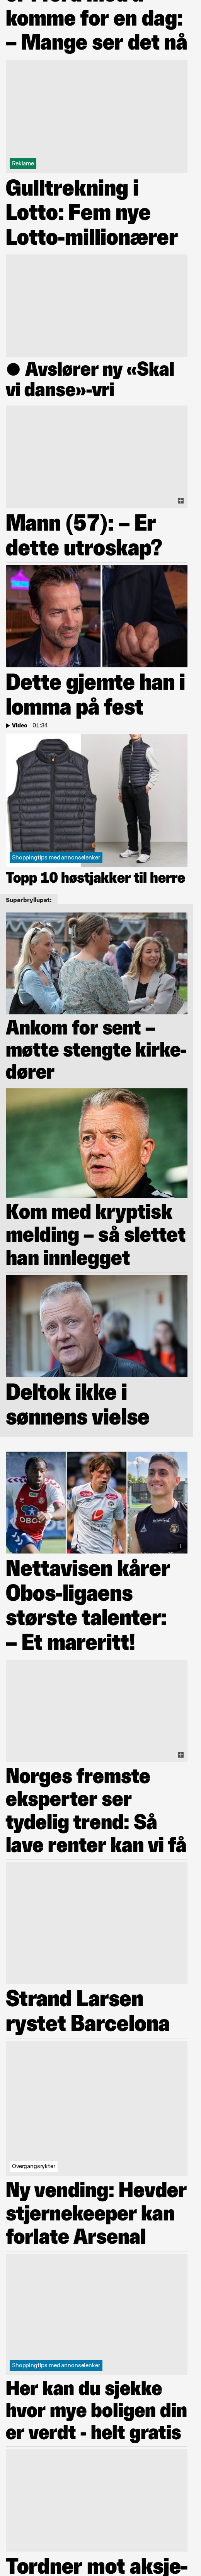 komme for en dag:
– Mange ser det nå
Reklame
Gulltrekning i
Lotto: Fem nye
Lotto-millionærer
● Avslører ny «Skal
vi danse»-vri
Mann (57): – Er
dette utroskap?
Dette gjemte han i
lomma på fest
Video | 01:34
Shoppingtips med annonselenker
Topp 10 høstjakker til herre
Superbryllupet:
Ankom for sent –
møtte stengte kirke-
dører
Kom med kryptisk
melding – så slettet
han innlegget
Deltok ikke i
sønnens vielse
OBOS
Nettavisen kårer
Obos-ligaens
største talenter:
– Et mareritt!
Norges fremste
eksperter ser
tydelig trend: Så
lave renter kan vi få
Strand Larsen
rystet Barcelona
Overgangsrykter
Ny vending: Hevder
stjernekeeper kan
forlate Arsenal
Shoppingtips med annonselenker
Her kan du sjekke
hvor mye boligen din
er verdt - helt gratis
Tordner mot aksje-